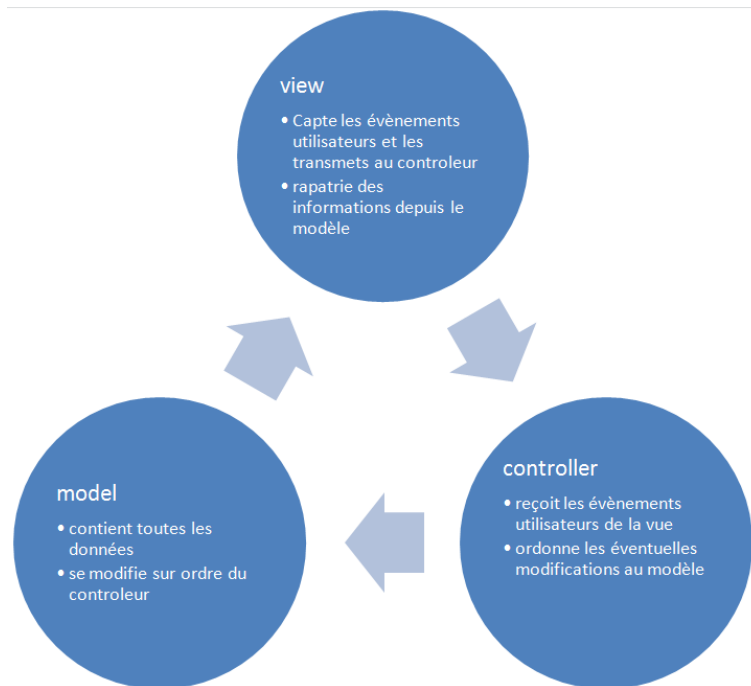 view
• Capte les évènements
utilisateurs et les
transmets au controleur
• rapatrie des
informations depuis le
modèle
model
• contient toutes les
données
• se modifie sur ordre du
controleur
controller
• reçoit les évènements
utilisateurs de la vue
• ordonne les éventuelles
modifications au modèle